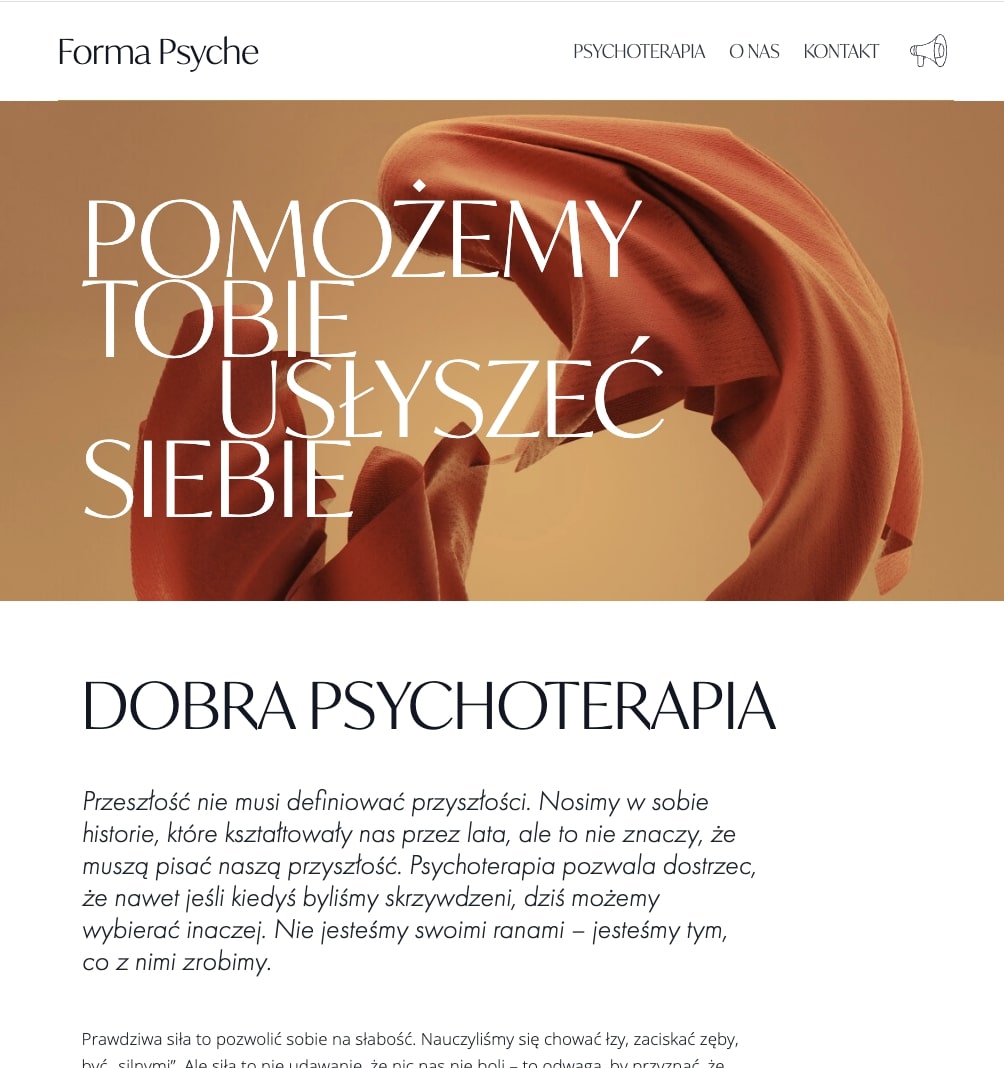 Forma Psyche
PSYCHOTERAPIA O NAS KONTAKT
POMOŻEMY
TOBIE
USŁYSZEĆ
SIEBIE
DOBRA PSYCHOTERAPIA
Przeszłość nie musi definiować przyszłości. Nosimy w sobie
historie, które kształtowały nas przez lata, ale to nie znaczy, że
muszą pisać naszą przyszłość. Psychoterapia pozwala dostrzec,
że nawet jeśli kiedyś byliśmy skrzywdzeni, dziś możemy
wybierać inaczej. Nie jesteśmy swoimi ranami – jesteśmy tym,
co z nimi zrobimy.
Prawdziwa siła to pozwolić sobie na słabość. Nauczyliśmy się chować łzy, zaciskać zęby,
być „silnymi”. Ale siła to nie udawanie, że nic nas nie boli – to odwaga, by przyznać, że